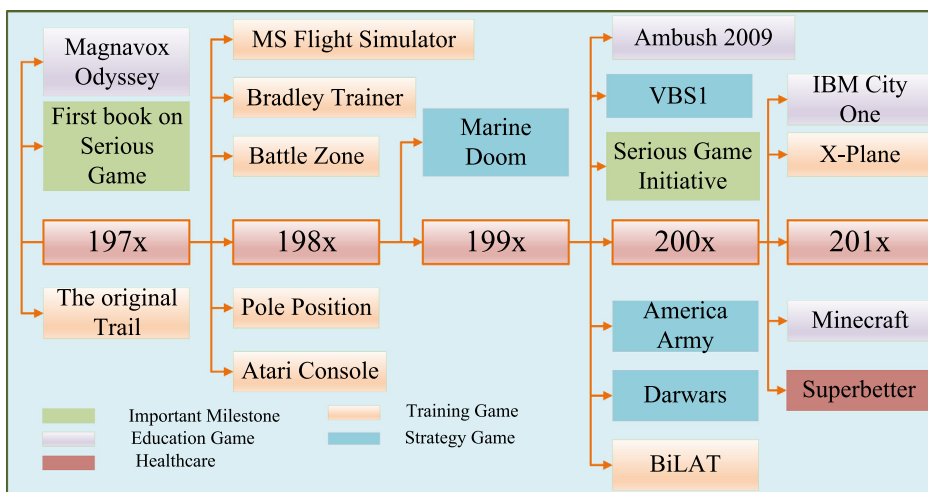 Magnavox
Odyssey
First book on
Serious
Game
197x
The original
Trail
MS Flight Simulator
Bradley Trainer
Battle Zone
198x
Pole Position
Atari Console
Marine
Doom
199x
Ambush 2009
VBS1
Serious Game
Initiative
200x
America
Army
Darwars
BiLAT
IBM City
One
X-Plane
201x
Minecraft
Superbetter
Important Milestone
Education Game
Healthcare
Training Game
Strategy Game